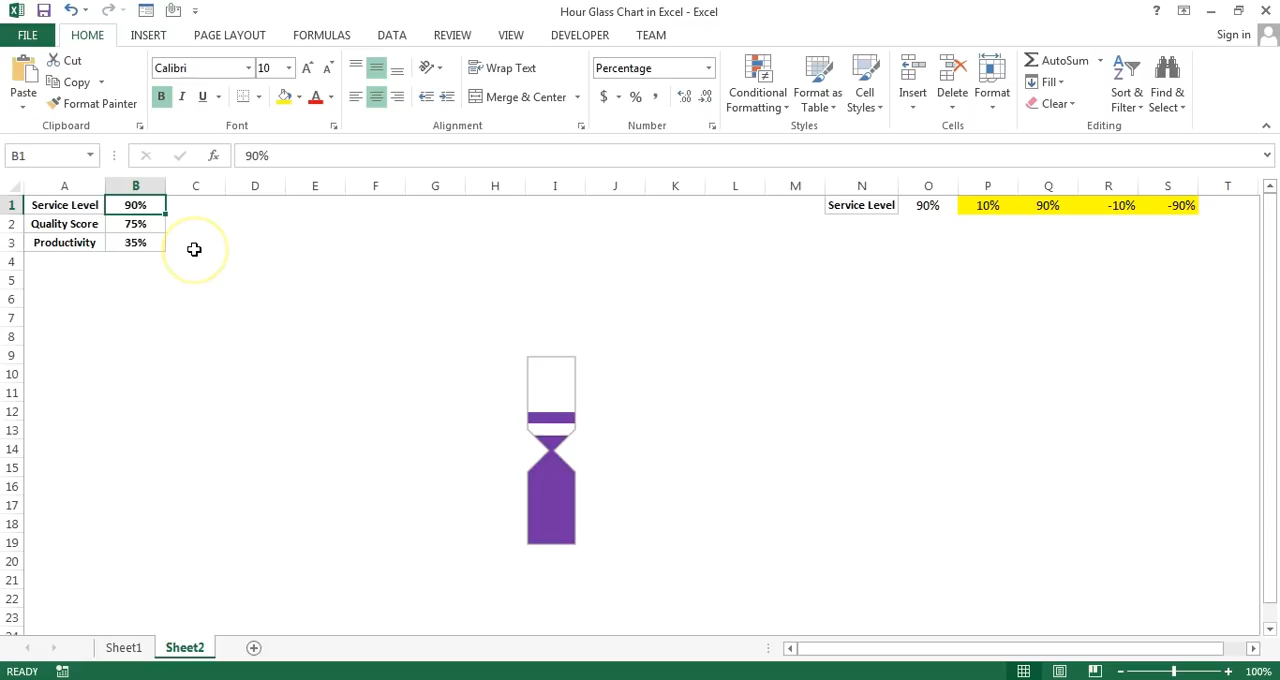 Hour Glass Chart in Excel - Excel
?
FILE HOME INSERT PAGE LAYOUT FORMULAS DATA REVIEW VIEW DEVELOPER TEAM Sign in
Paste
Cut
Copy
Format Painter
Clipboard
Calibri 10
B I U
Font
Wrap Text
Merge & Center
Alignment
Percentage
$ % ,
Number
Conditional Formatting
Format as Table
Cell Styles
Styles
Insert Delete Format
Cells
AutoSum
Fill
Clear
Sort & Filter
Find & Select
Editing
B1 fx 90%
A B C D E F G H I J K L M N O P Q R S T
1 Service Level 90% Service Level 90% 10% 90% -10% -90%
2 Quality Score 75%
3 Productivity 35%
4
5
6
7
8
9
10
11
12
13
14
15
16
17
18
19
20
21
22
23
24
Sheet1 Sheet2
READY 100%